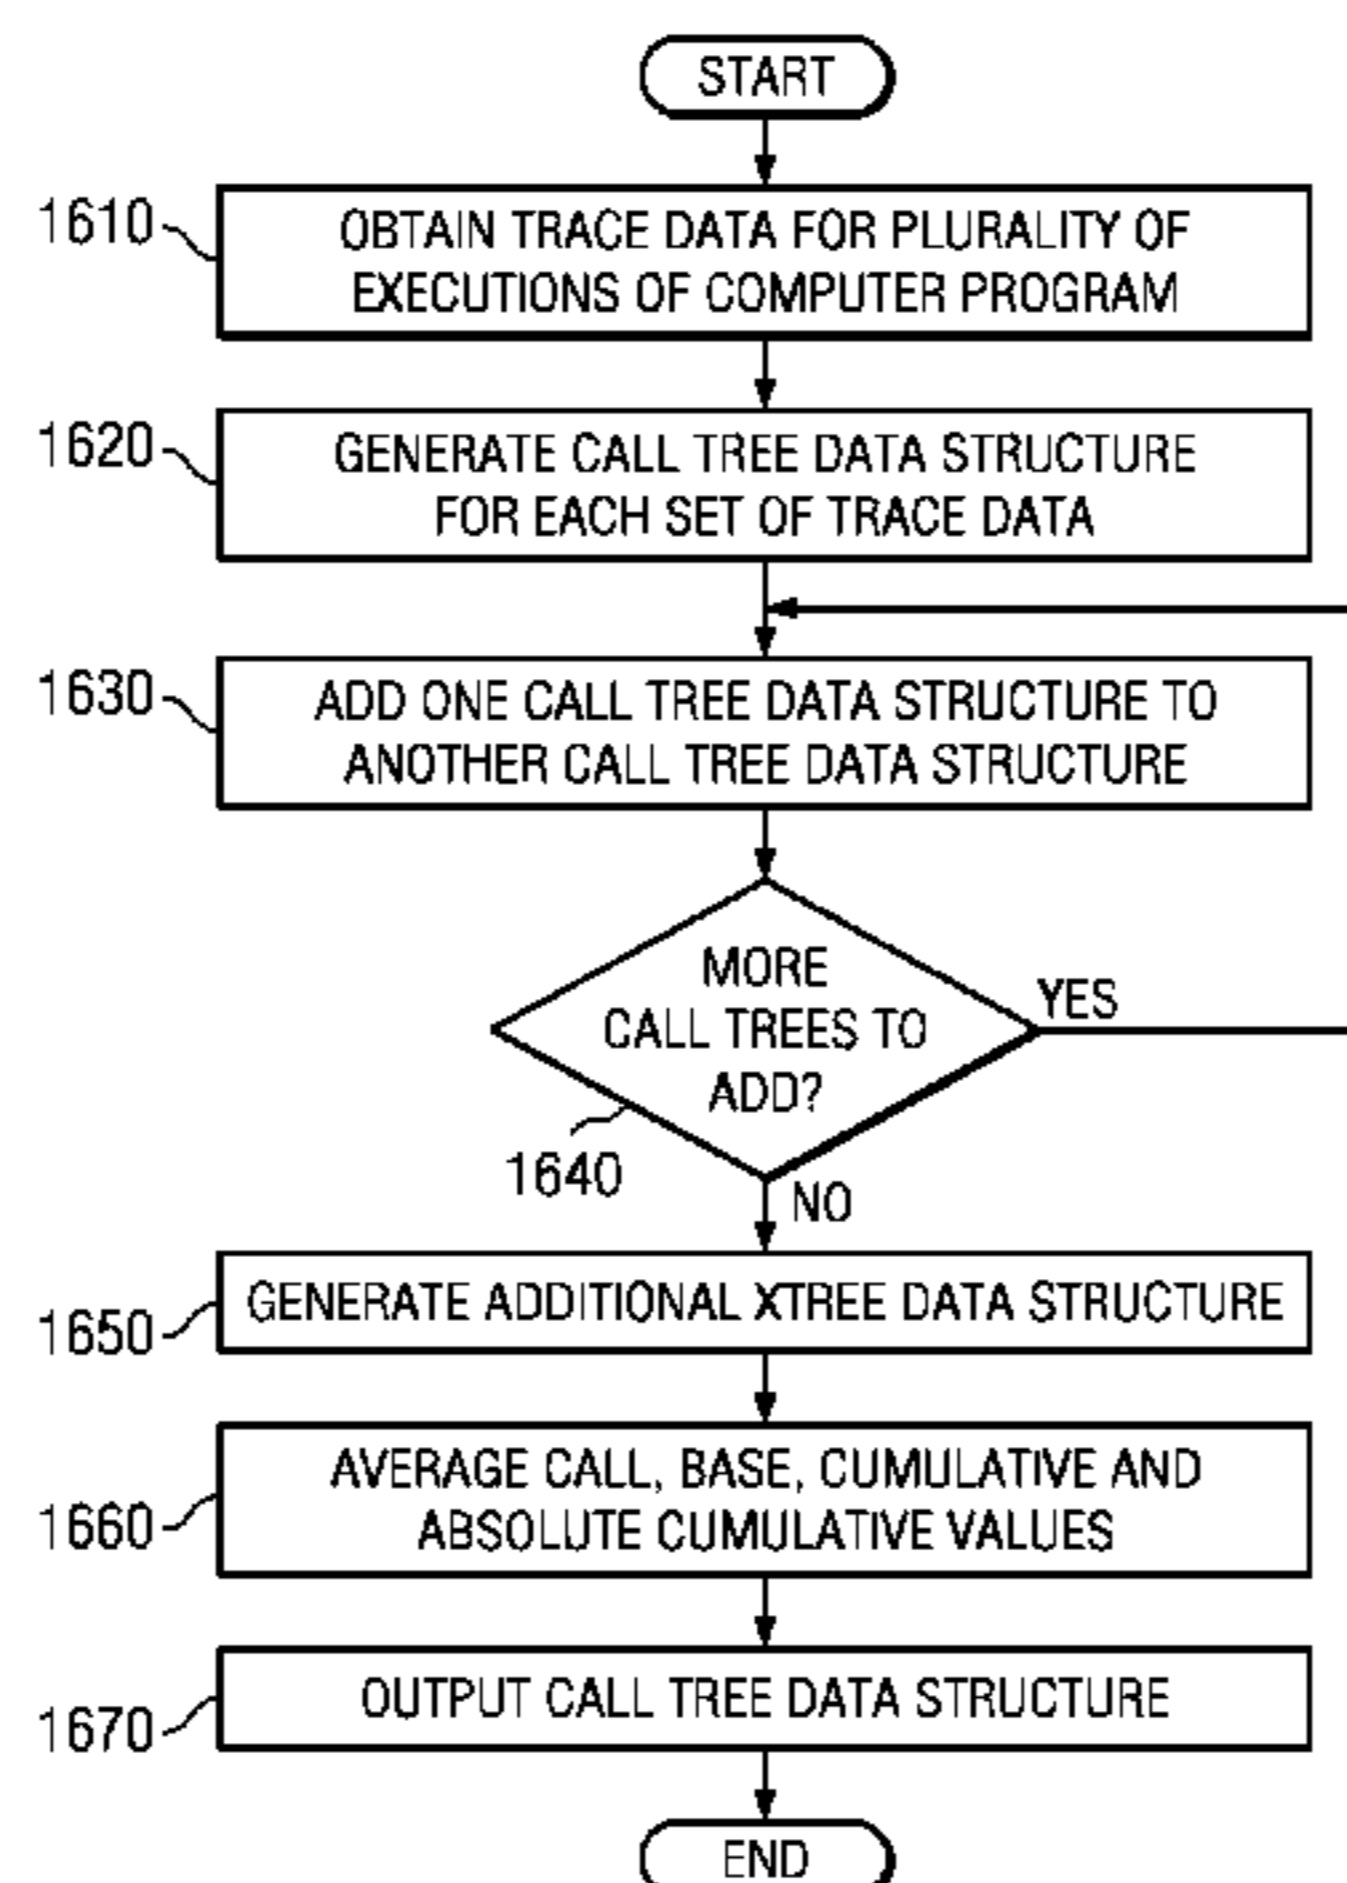 START
1610
OBTAIN TRACE DATA FOR PLURALITY OF
EXECUTIONS OF COMPUTER PROGRAM
1620
GENERATE CALL TREE DATA STRUCTURE
FOR EACH SET OF TRACE DATA
1630
ADD ONE CALL TREE DATA STRUCTURE TO
ANOTHER CALL TREE DATA STRUCTURE
MORE
CALL TREES TO
ADD?
YES
1640
NO
1650
GENERATE ADDITIONAL XTREE DATA STRUCTURE
1660
AVERAGE CALL, BASE, CUMULATIVE AND
ABSOLUTE CUMULATIVE VALUES
1670
OUTPUT CALL TREE DATA STRUCTURE
END